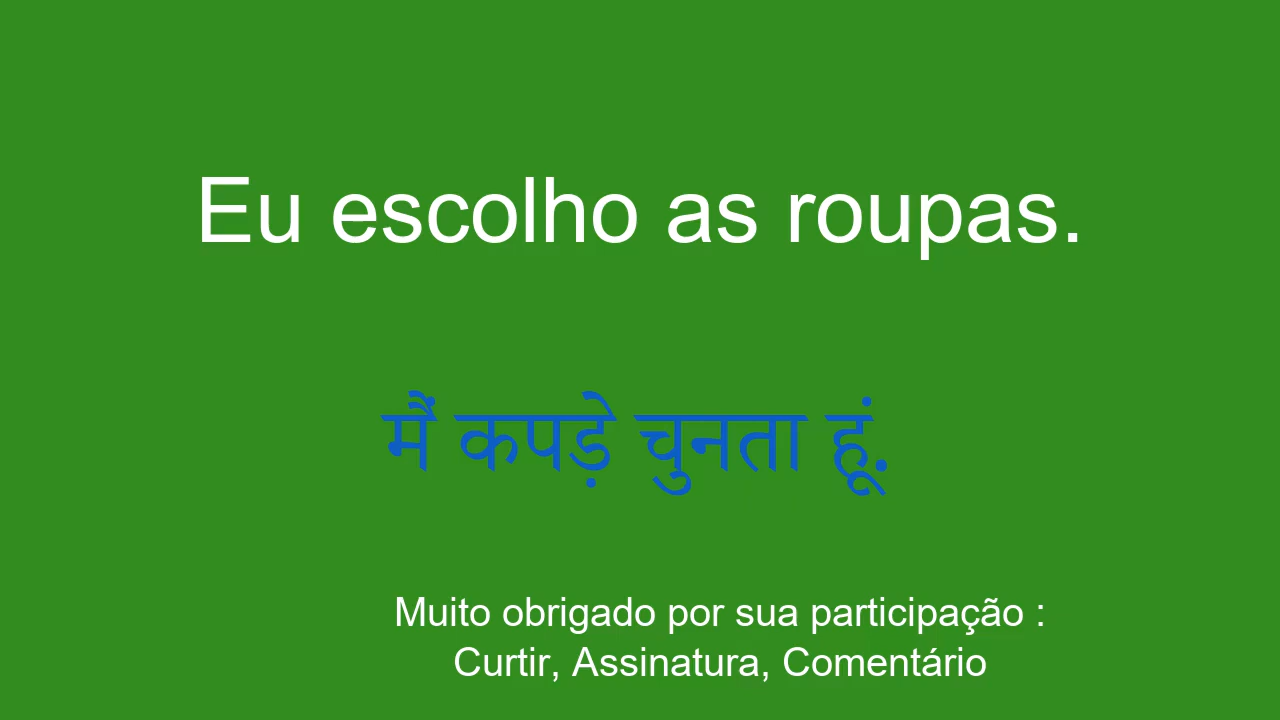 Eu escolho as roupas.
मैं कपड़े चुनता हूं.
Muito obrigado por sua participação :
Curtir, Assinatura, Comentário